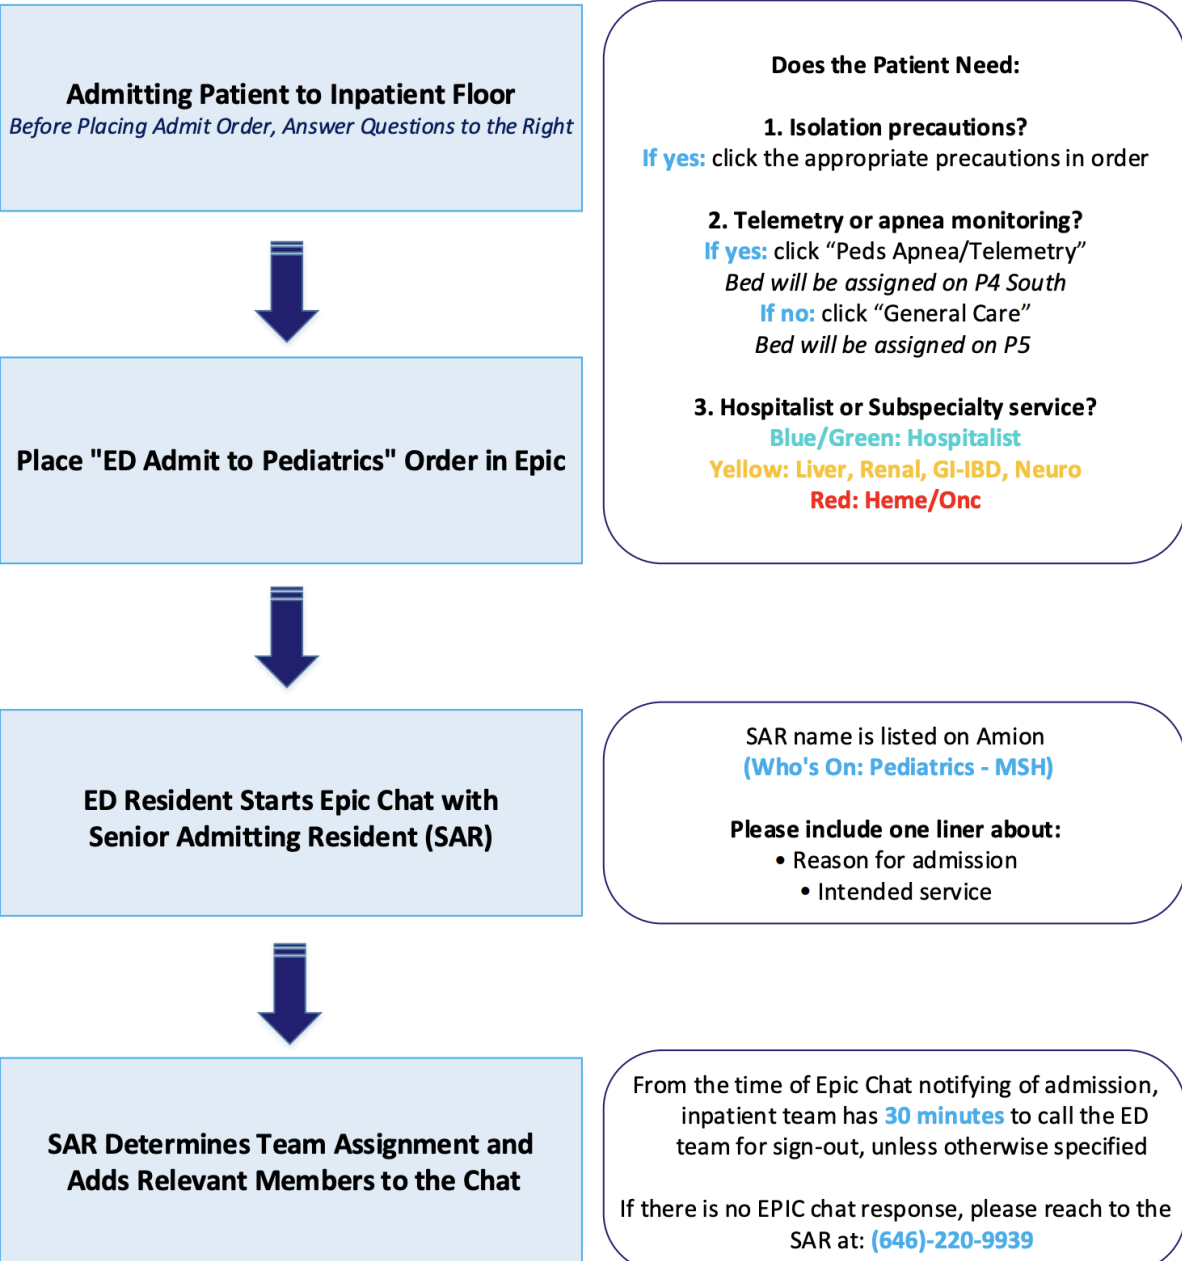 Admitting Patient to Inpatient Floor
Before Placing Admit Order, Answer Questions to the Right
Does the Patient Need:
1. Isolation precautions?
If yes: click the appropriate precautions in order
2. Telemetry or apnea monitoring?
If yes: click “Peds Apnea/Telemetry”
Bed will be assigned on P4 South
If no: click “General Care”
Bed will be assigned on P5
3. Hospitalist or Subspecialty service?
Blue/Green: Hospitalist
Yellow: Liver, Renal, GI-IBD, Neuro
Red: Heme/Onc
Place "ED Admit to Pediatrics" Order in Epic
ED Resident Starts Epic Chat with
Senior Admitting Resident (SAR)
SAR name is listed on Amion
(Who's On: Pediatrics - MSH)
Please include one liner about:
• Reason for admission
• Intended service
SAR Determines Team Assignment and
Adds Relevant Members to the Chat
From the time of Epic Chat notifying of admission,
inpatient team has 30 minutes to call the ED
team for sign-out, unless otherwise specified
If there is no EPIC chat response, please reach to the
SAR at: (646)-220-9939